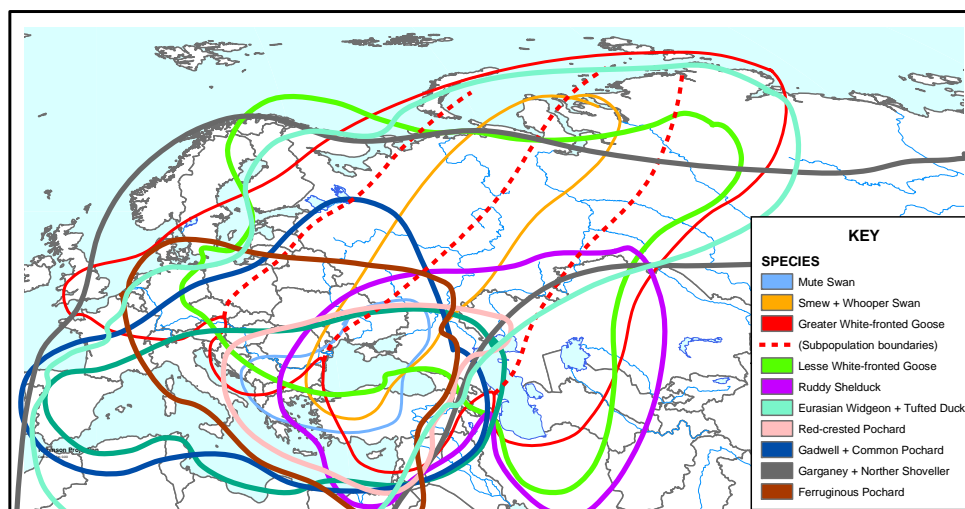 KEY
SPECIES
Mute Swan
Smew + Whooper Swan
Greater White-fronted Goose
(Subpopulation boundaries)
Lesse White-fronted Goose
Ruddy Shelduck
Eurasian Widgeon + Tufted Duck
Red-crested Pochard
Gadwell + Common Pochard
Garganey + Norther Shoveller
Ferruginous Pochard